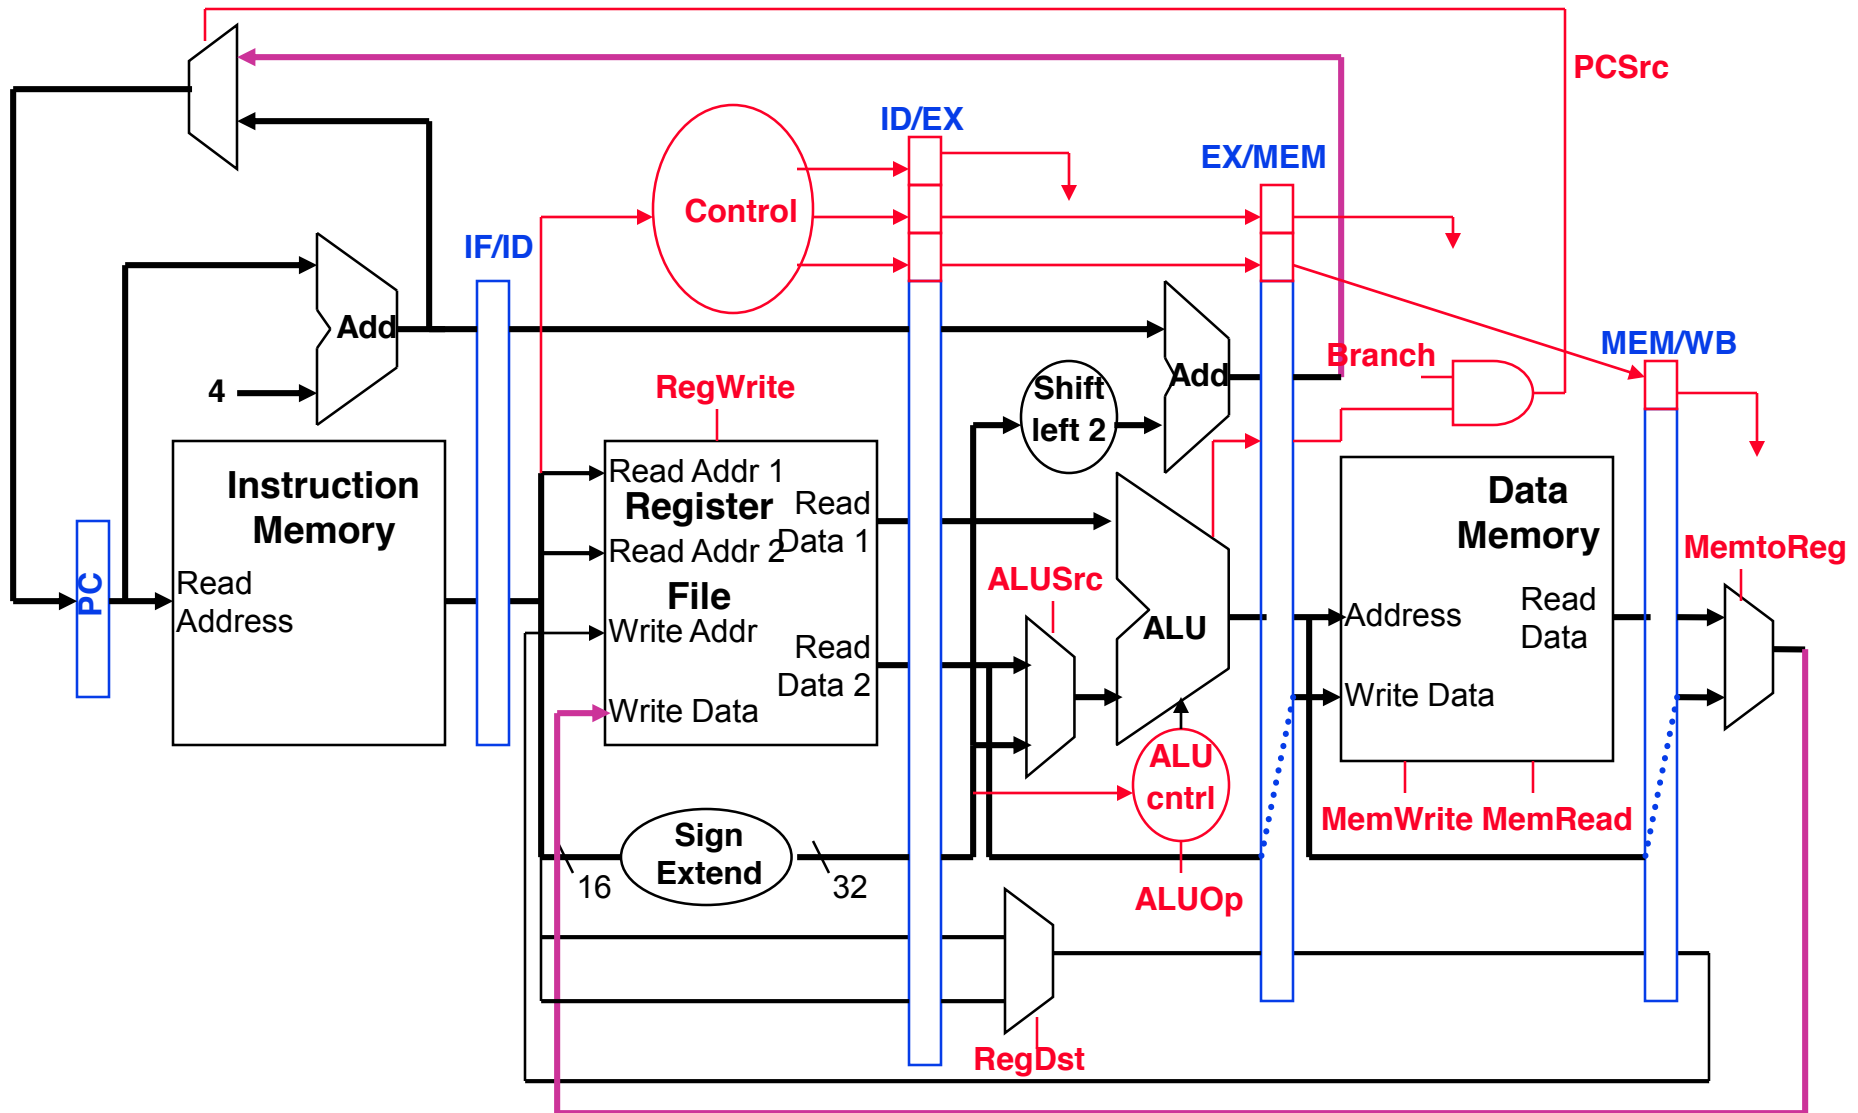 PCSrc
ID/EX
EX/MEM
Control
IF/ID
Add
4
MEM/WB
Branch
Add
Shift
left 2
RegWrite
Instruction
Memory
Read
Address
PC
Read Addr 1
Register
Read
Data 1
Read Addr 2
File
Write Addr
Read
Data 2
Write Data
ALUSrc
ALU
Data
Memory
MemtoReg
Address
Read
Data
Write Data
ALU
cntrl
MemWrite MemRead
Sign
Extend
16
32
ALUOp
RegDst